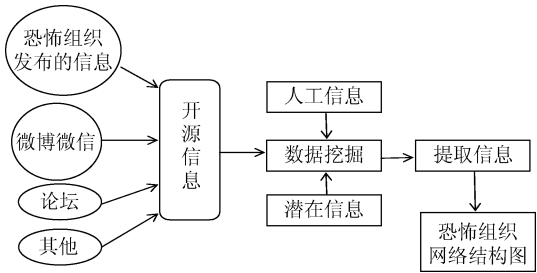 恐怖组织
发布的信息
微博微信
论坛
其他
开
源
信
息
人工信息
数据挖掘
潜在信息
提取信息
恐怖组织
网络结构图